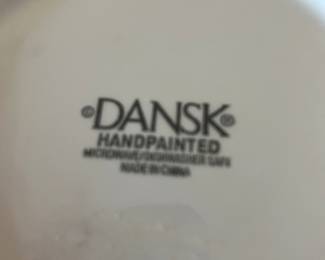 ©DANSK®
HANDPAINTED
MICROWAVE/DISHWASHER SAFE
MADE IN CHINA